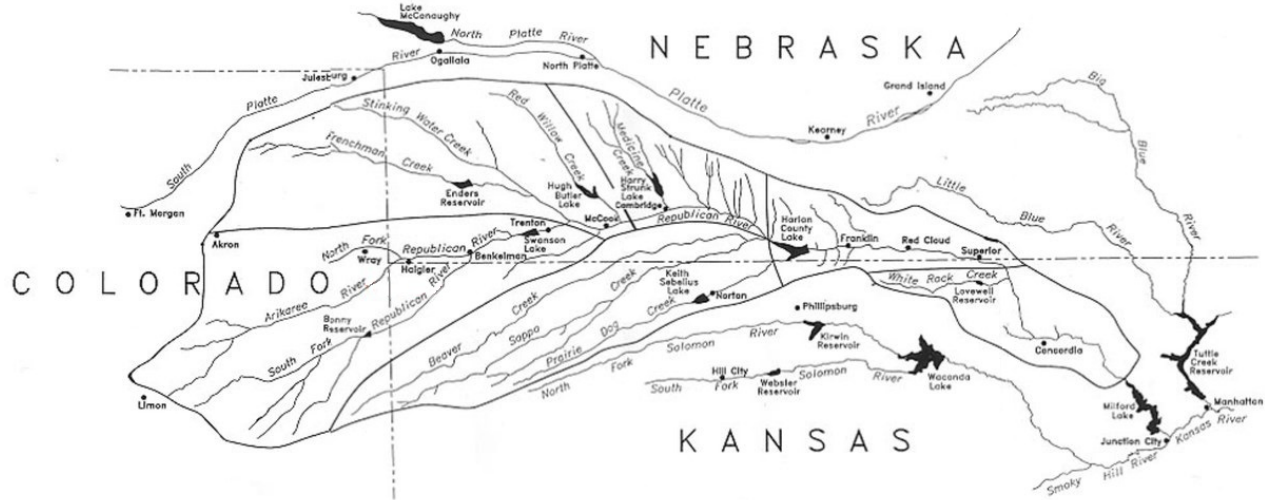 Lake
McConaughy
North Platte River
NEBRASKA
River
Ogallala
North Platte
Julesburg
Platte
South
Platte
River
Grand Island
Kearney
Big
Blue
River
Stinking Water Creek
Red
Willow
Creek
Medicine
Creek
Frenchman Creek
Enders
Reservoir
Hugh
Butler
Lake
Harry
Strunk
Lake
Cambridge
Little
Blue
River
Ft. Morgan
Akron
Trenton
McCook
Republican River
Harlan
County
Lake
Franklin
Red Cloud
Superior
North Fork
Republican River
Swanson
Lake
Wray
Haigler
Benkelman
COLORADO
Arikaree River
Bonny
Reservoir
South Fork
Republican River
Beaver Creek
Sappa Creek
Prairie Dog Creek
Keith
Sebelius
Lake
Norton
White Rock Creek
Lovewell
Reservoir
Phillipsburg
Kirwin
Reservoir
Concordia
North Fork Solomon River
Hill City
South Fork Solomon River
Webster
Reservoir
Waconda
Lake
Tuttle
Creek
Reservoir
Limon
Milford
Lake
Manhattan
KANSAS
Junction City
Kansas River
Smoky Hill River